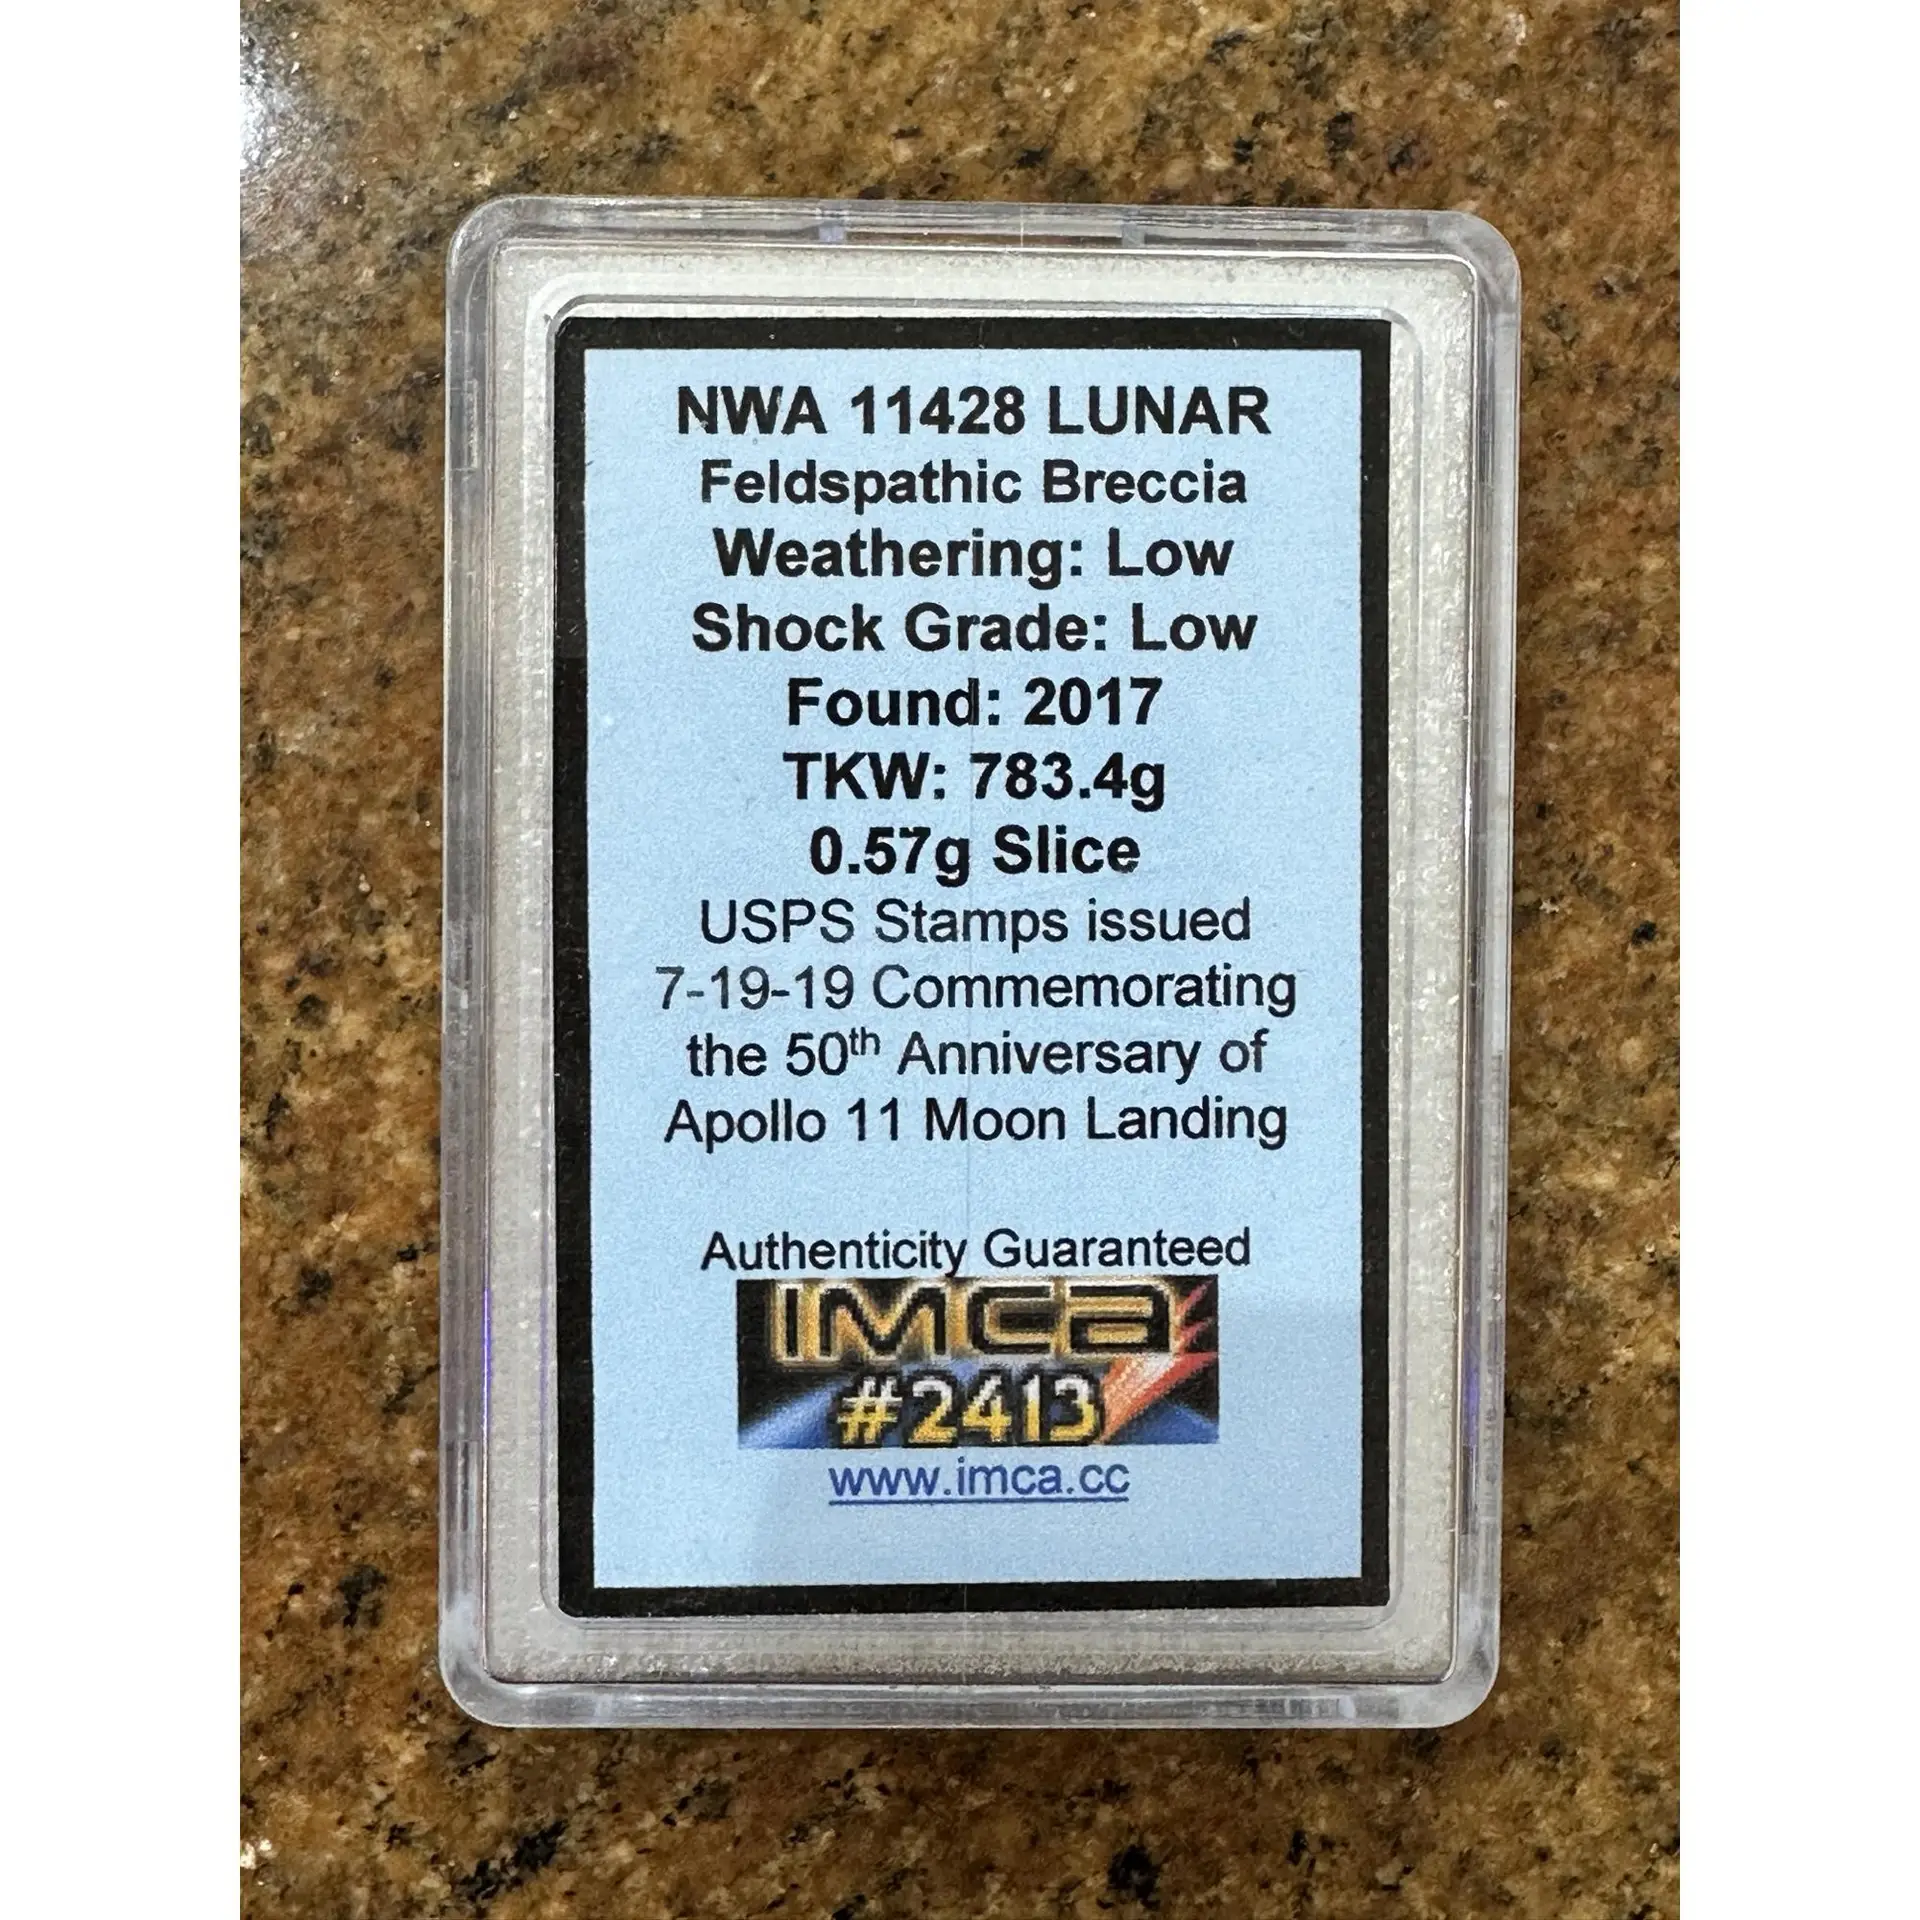 NWA 11428 LUNAR
Feldspathic Breccia
Weathering: Low
Shock Grade: Low
Found: 2017
TKW: 783.4g
0.57g Slice
USPS Stamps issued
7-19-19 Commemorating
the 50th Anniversary of
Apollo 11 Moon Landing
Authenticity Guaranteed
IMCa
#2413
www.imca.cc